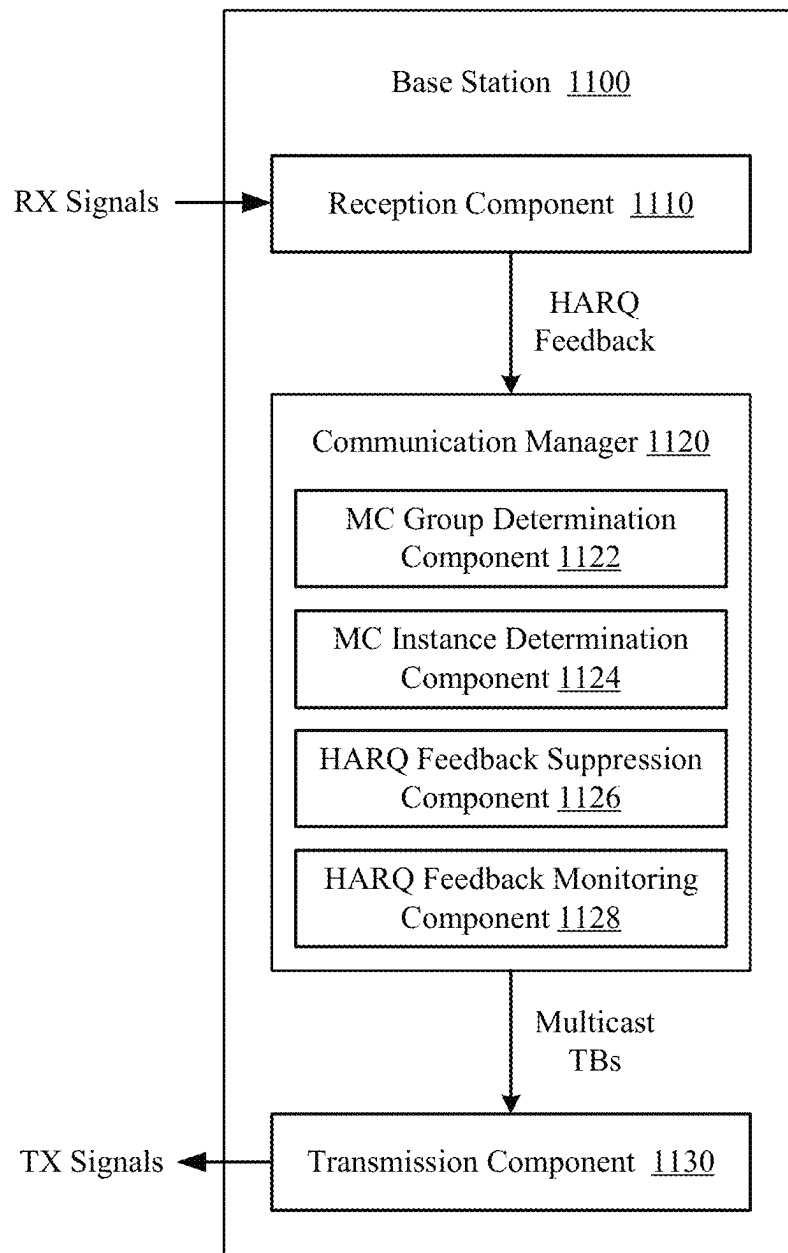 Base Station 1100
RX Signals
Reception Component 1110
HARQ
Feedback
Communication Manager 1120
MC Group Determination
Component 1122
MC Instance Determination
Component 1124
HARQ Feedback Suppression
Component 1126
HARQ Feedback Monitoring
Component 1128
Multicast
TBs
TX Signals
Transmission Component 1130